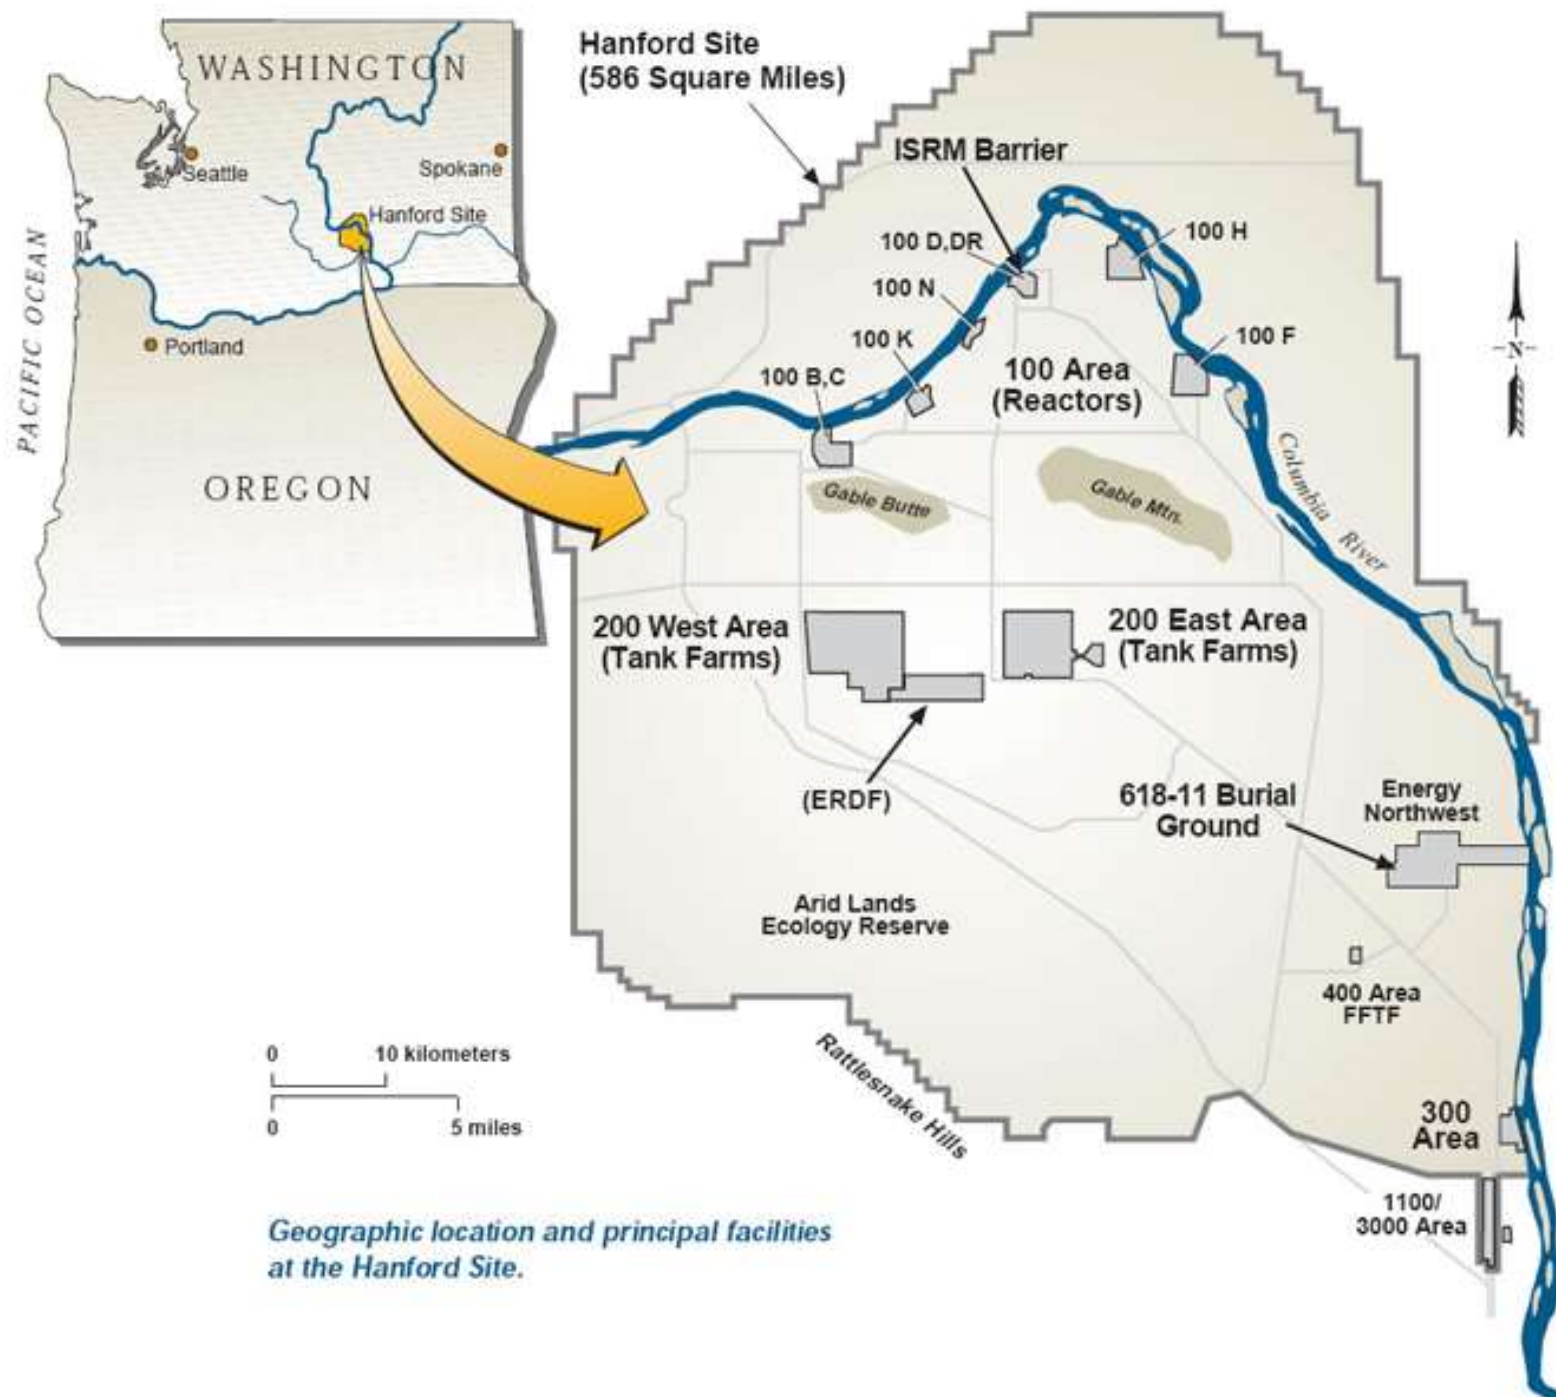 WASHINGTON
Seattle
Spokane
Hanford Site
PACIFIC OCEAN
Portland
OREGON
Hanford Site
(586 Square Miles)
ISRM Barrier
100 D,DR
100 H
100 N
100 K
100 F
100 B,C
100 Area
(Reactors)
N
Gable Butte
Gable Mtn.
Columbia River
200 West Area
(Tank Farms)
200 East Area
(Tank Farms)
(ERDF)
618-11 Burial
Ground
Energy
Northwest
Arid Lands
Ecology Reserve
400 Area
FFTF
Rattlesnake Hills
300
Area
1100/
3000 Area
0 10 kilometers
0 5 miles
Geographic location and principal facilities
at the Hanford Site.